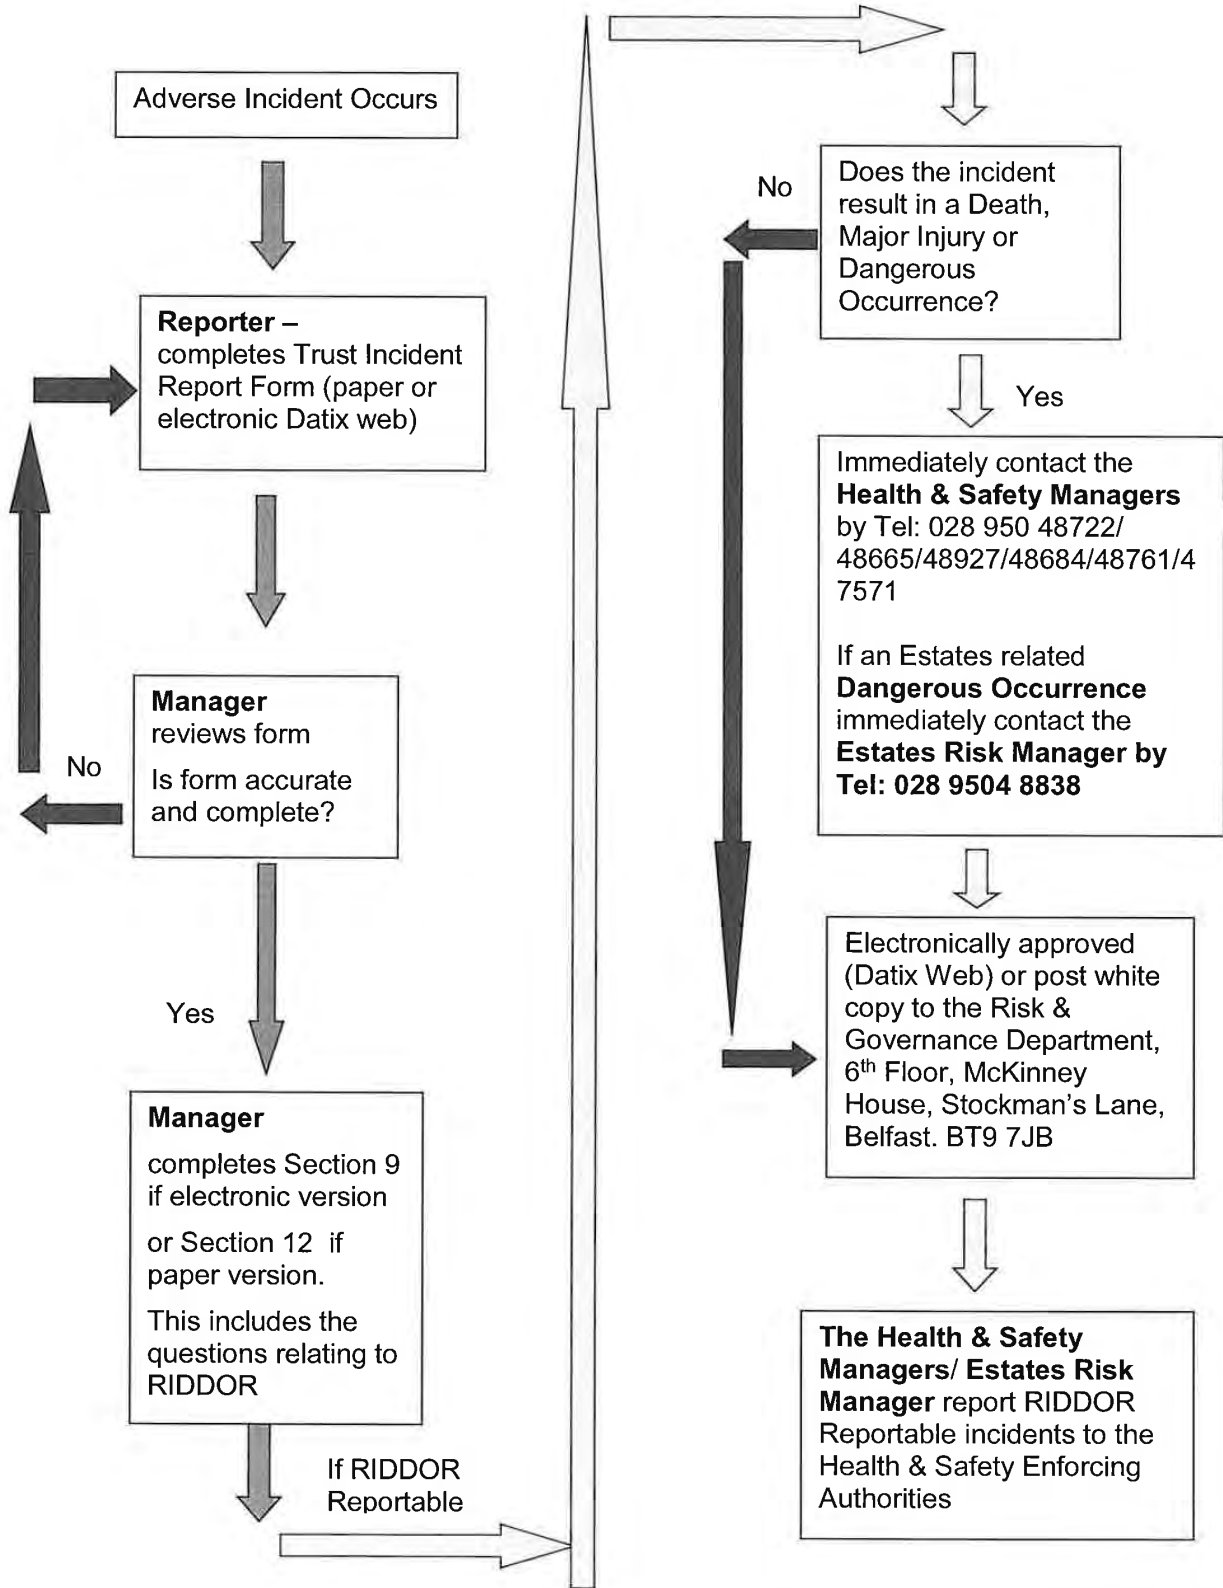 Adverse Incident Occurs
Reporter –
completes Trust Incident
Report Form (paper or
electronic Datix web)
Manager
reviews form
Is form accurate
and complete?
No
Yes
Manager
completes Section 9
if electronic version
or Section 12 if
paper version.
This includes the
questions relating to
RIDDOR
If RIDDOR
Reportable
Does the incident
result in a Death,
Major Injury or
Dangerous
Occurrence?
No
Yes
Immediately contact the
Health & Safety Managers
by Tel: 028 950 48722/
48665/48927/48684/48761/4
7571
If an Estates related
Dangerous Occurrence
immediately contact the
Estates Risk Manager by
Tel: 028 9504 8838
Electronically approved
(Datix Web) or post white
copy to the Risk &
Governance Department,
6th Floor, McKinney
House, Stockman's Lane,
Belfast. BT9 7JB
The Health & Safety
Managers/ Estates Risk
Manager report RIDDOR
Reportable incidents to the
Health & Safety Enforcing
Authorities